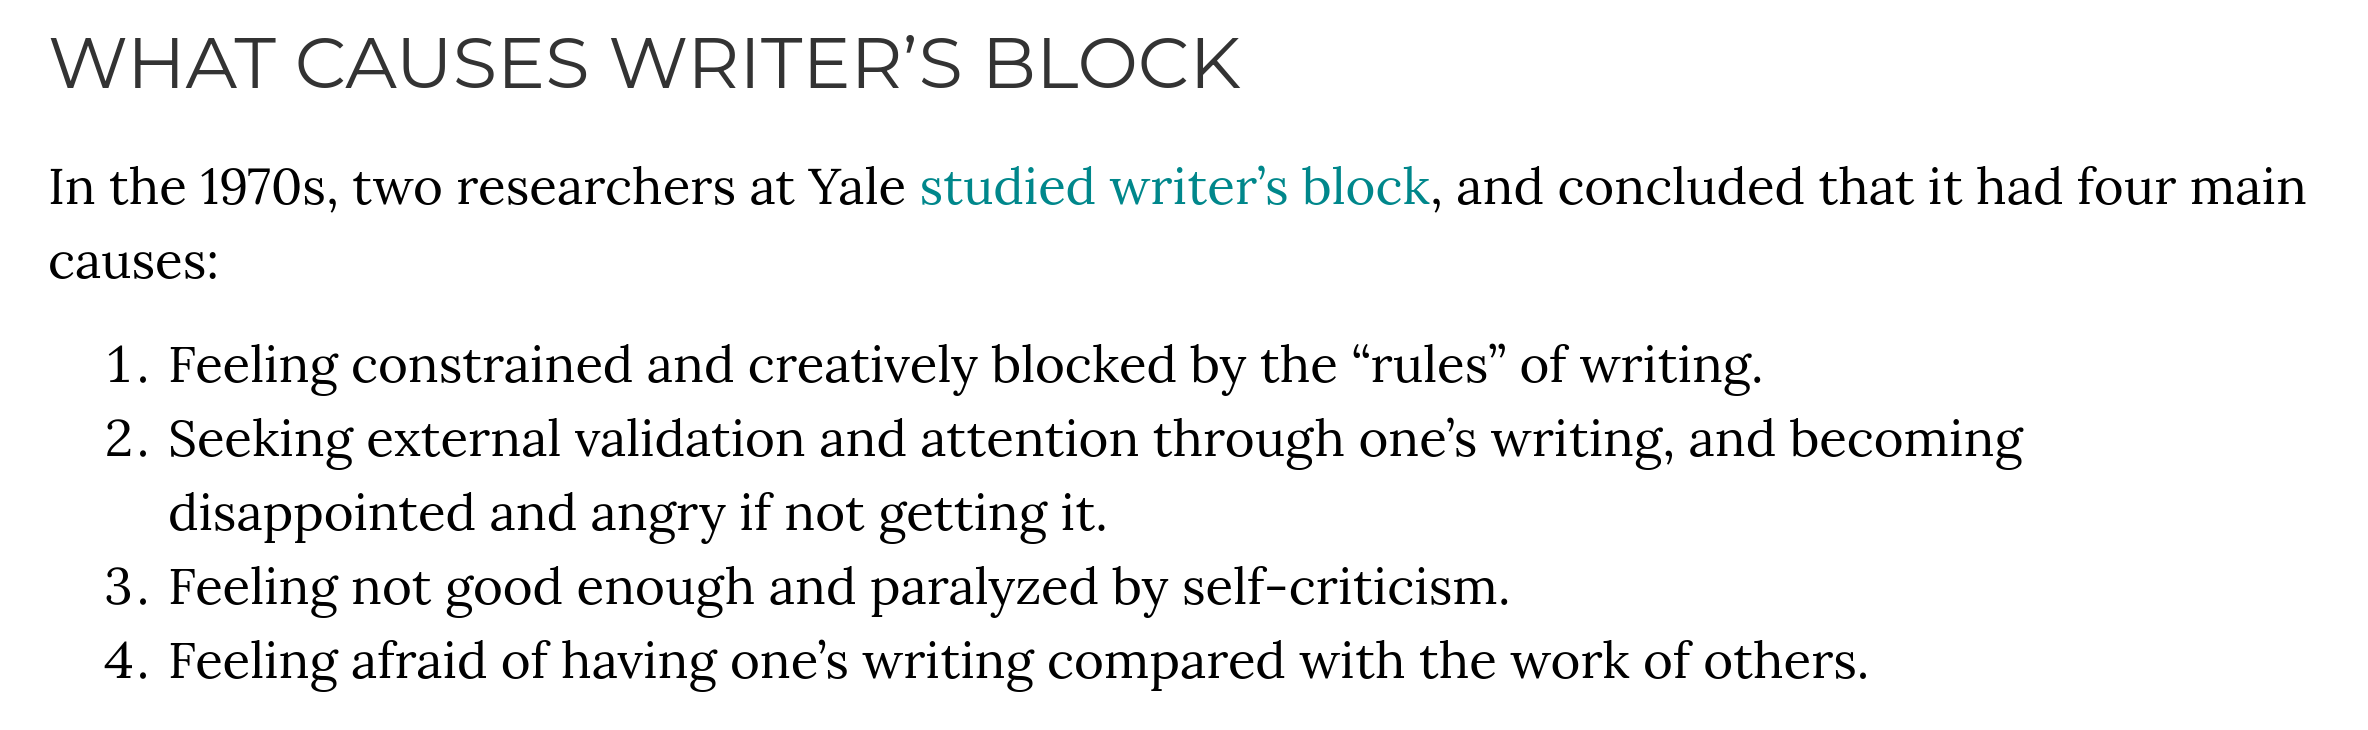 WHAT CAUSES WRITER’S BLOCK
In the 1970s, two researchers at Yale studied writer’s block, and concluded that it had four main
causes:
1. Feeling constrained and creatively blocked by the “rules” of writing.
2. Seeking external validation and attention through one’s writing, and becoming
disappointed and angry if not getting it.
3. Feeling not good enough and paralyzed by self-criticism.
4. Feeling afraid of having one’s writing compared with the work of others.